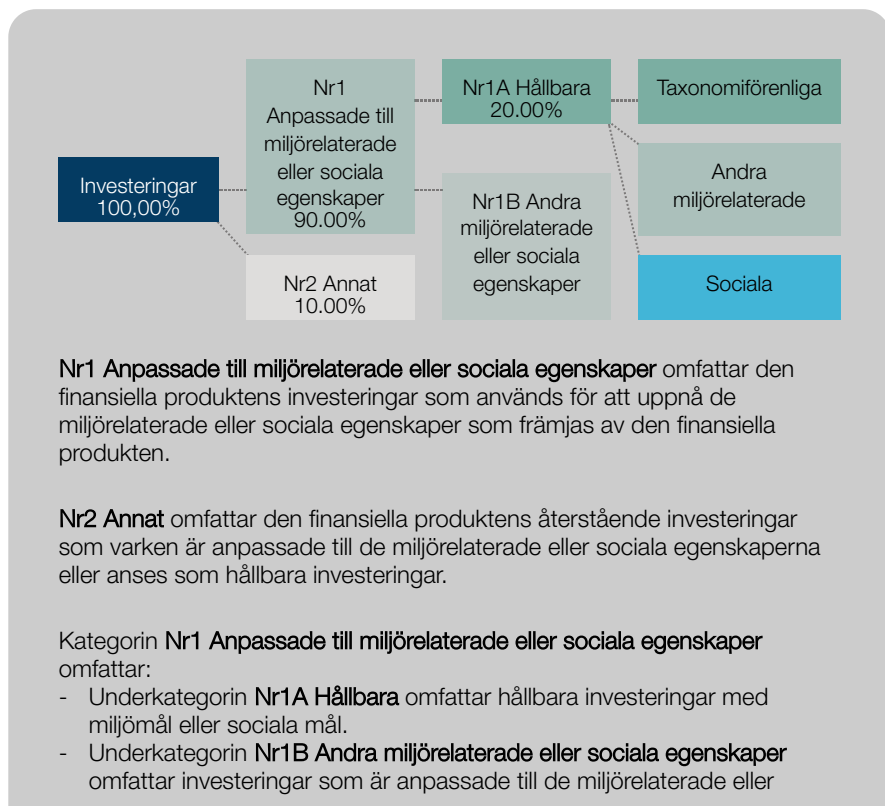 Investeringar
100,00%
Nr1
Anpassade till
miljörelaterade
eller sociala
egenskaper
90.00%
Nr2 Annat
10.00%
Nr1A Hållbara
20.00%
Nr1B Andra
miljörelaterade
eller sociala
egenskaper
Taxonomiförenliga
Andra
miljörelaterade
Sociala
Nr1 Anpassade till miljörelaterade eller sociala egenskaper omfattar den
finansiella produktens investeringar som används för att uppnå de
miljörelaterade eller sociala egenskaper som främjas av den finansiella
produkten.
Nr2 Annat omfattar den finansiella produktens återstående investeringar
som varken är anpassade till de miljörelaterade eller sociala egenskaperna
eller anses som hållbara investeringar.
Kategorin Nr1 Anpassade till miljörelaterade eller sociala egenskaper
omfattar:
- Underkategorin Nr1A Hållbara omfattar hållbara investeringar med
miljömål eller sociala mål.
- Underkategorin Nr1B Andra miljörelaterade eller sociala egenskaper
omfattar investeringar som är anpassade till de miljörelaterade eller